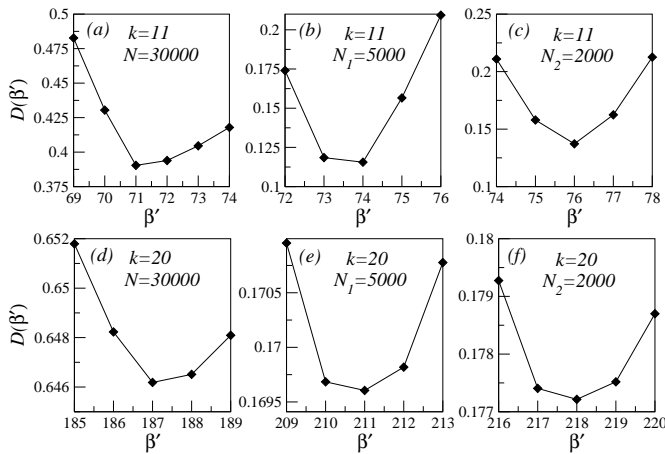 (a) k=11
N=30000
D(β′)
0.5
0.475
0.45
0.425
0.4
0.375
69 70 71 72 73 74
β′
(b) k=11
N₁=5000
0.2
0.175
0.15
0.125
0.1
72 73 74 75 76
β′
(c) k=11
N₂=2000
0.25
0.2
0.15
0.1
74 75 76 77 78
β′
(d) k=20
N=30000
D(β′)
0.652
0.65
0.648
0.646
185 186 187 188 189
β′
(e) k=20
N₁=5000
0.1705
0.17
0.1695
209 210 211 212 213
β′
(f) k=20
N₂=2000
0.18
0.179
0.178
0.177
216 217 218 219 220
β′